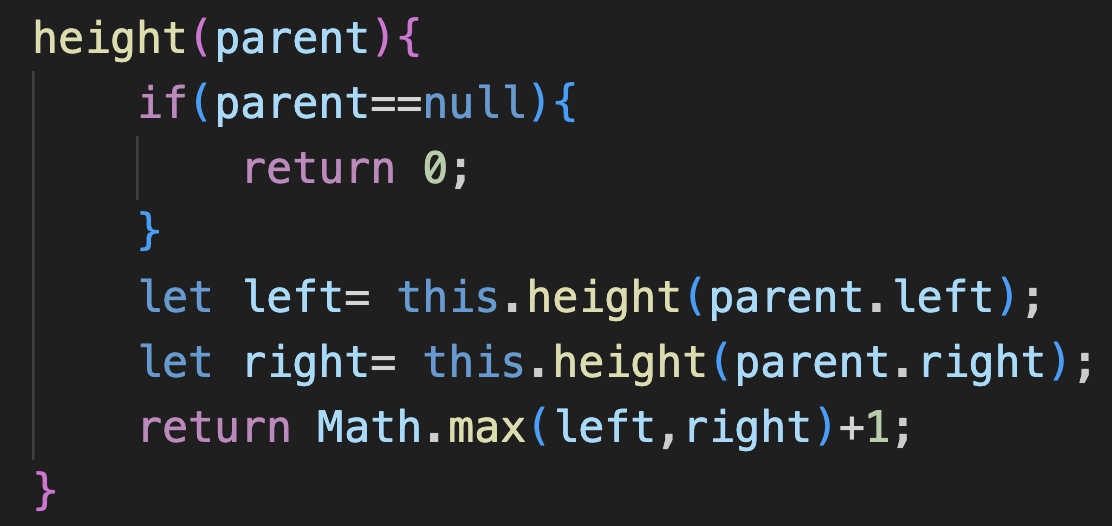 height(parent){
    if(parent==null){
        return 0;
    }
    let left= this.height(parent.left);
    let right= this.height(parent.right);
    return Math.max(left,right)+1;
}